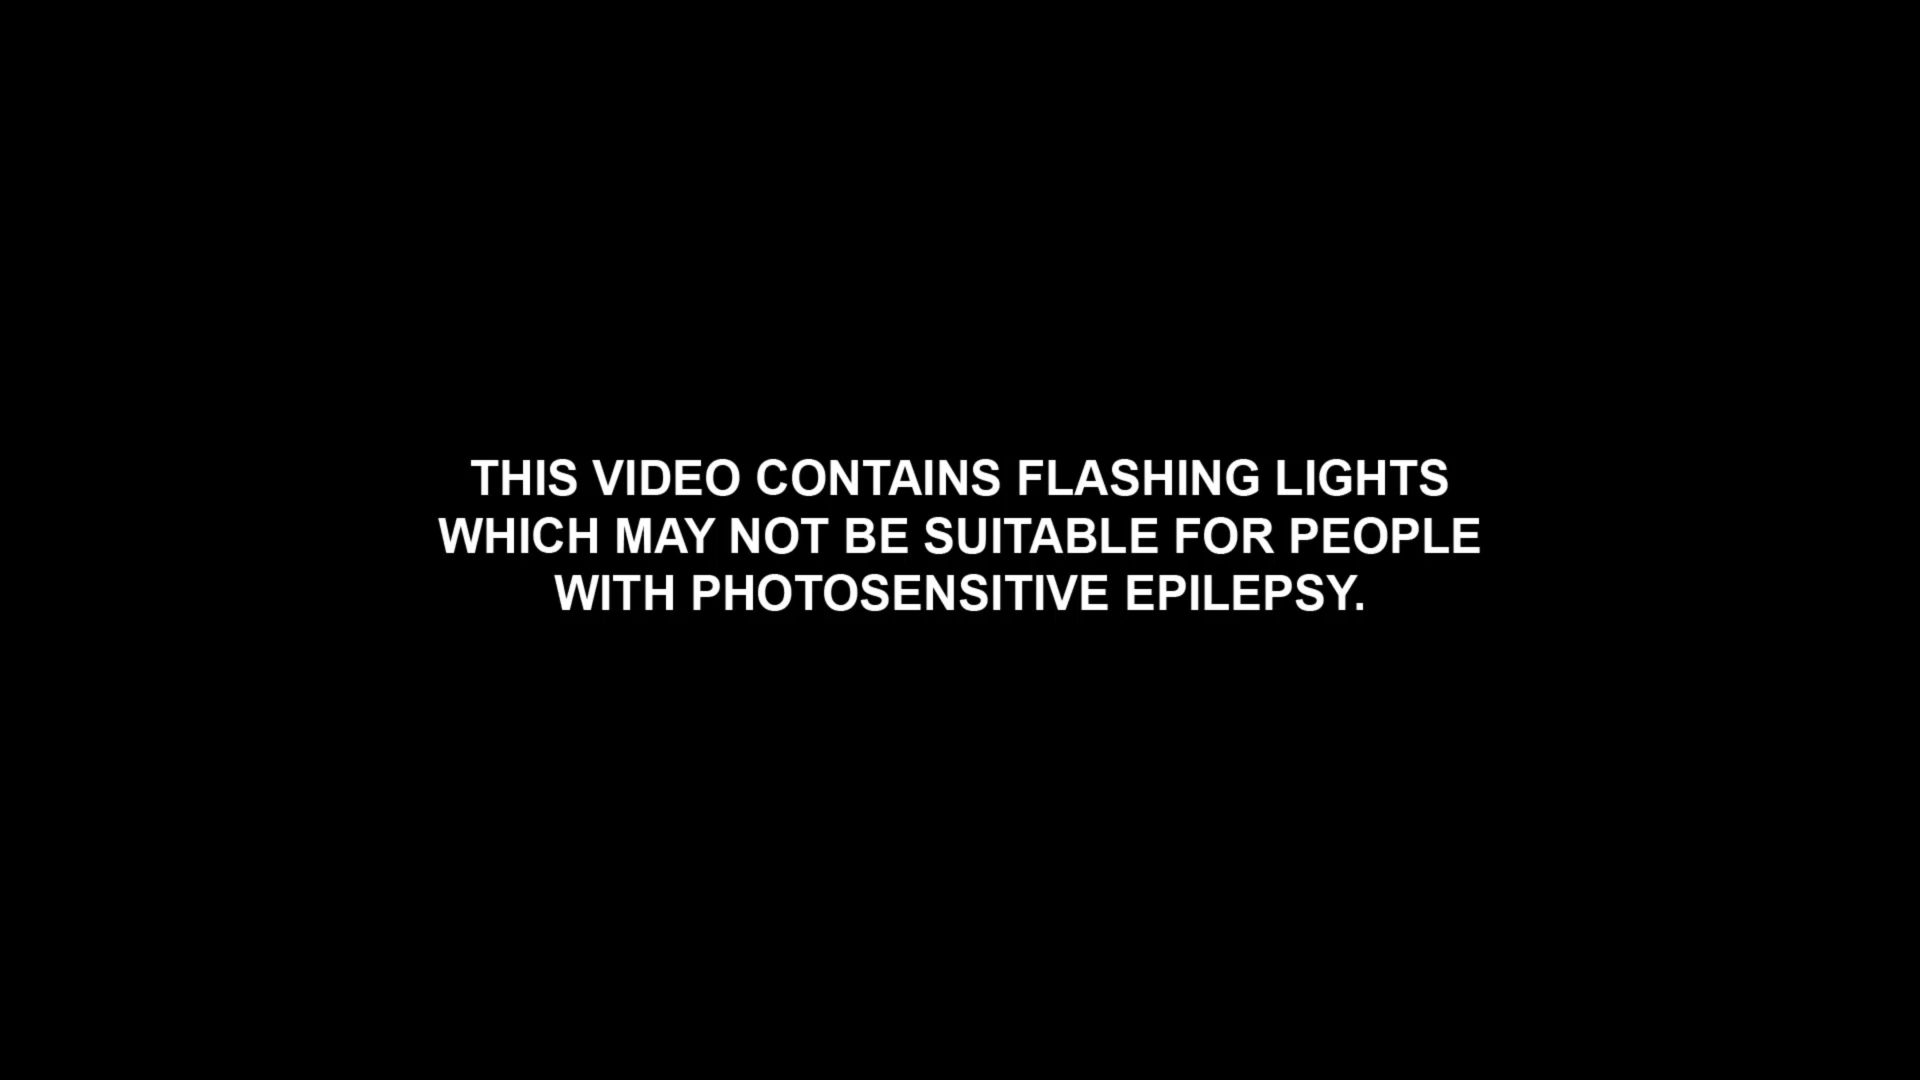 THIS VIDEO CONTAINS FLASHING LIGHTS
WHICH MAY NOT BE SUITABLE FOR PEOPLE
WITH PHOTOSENSITIVE EPILEPSY.